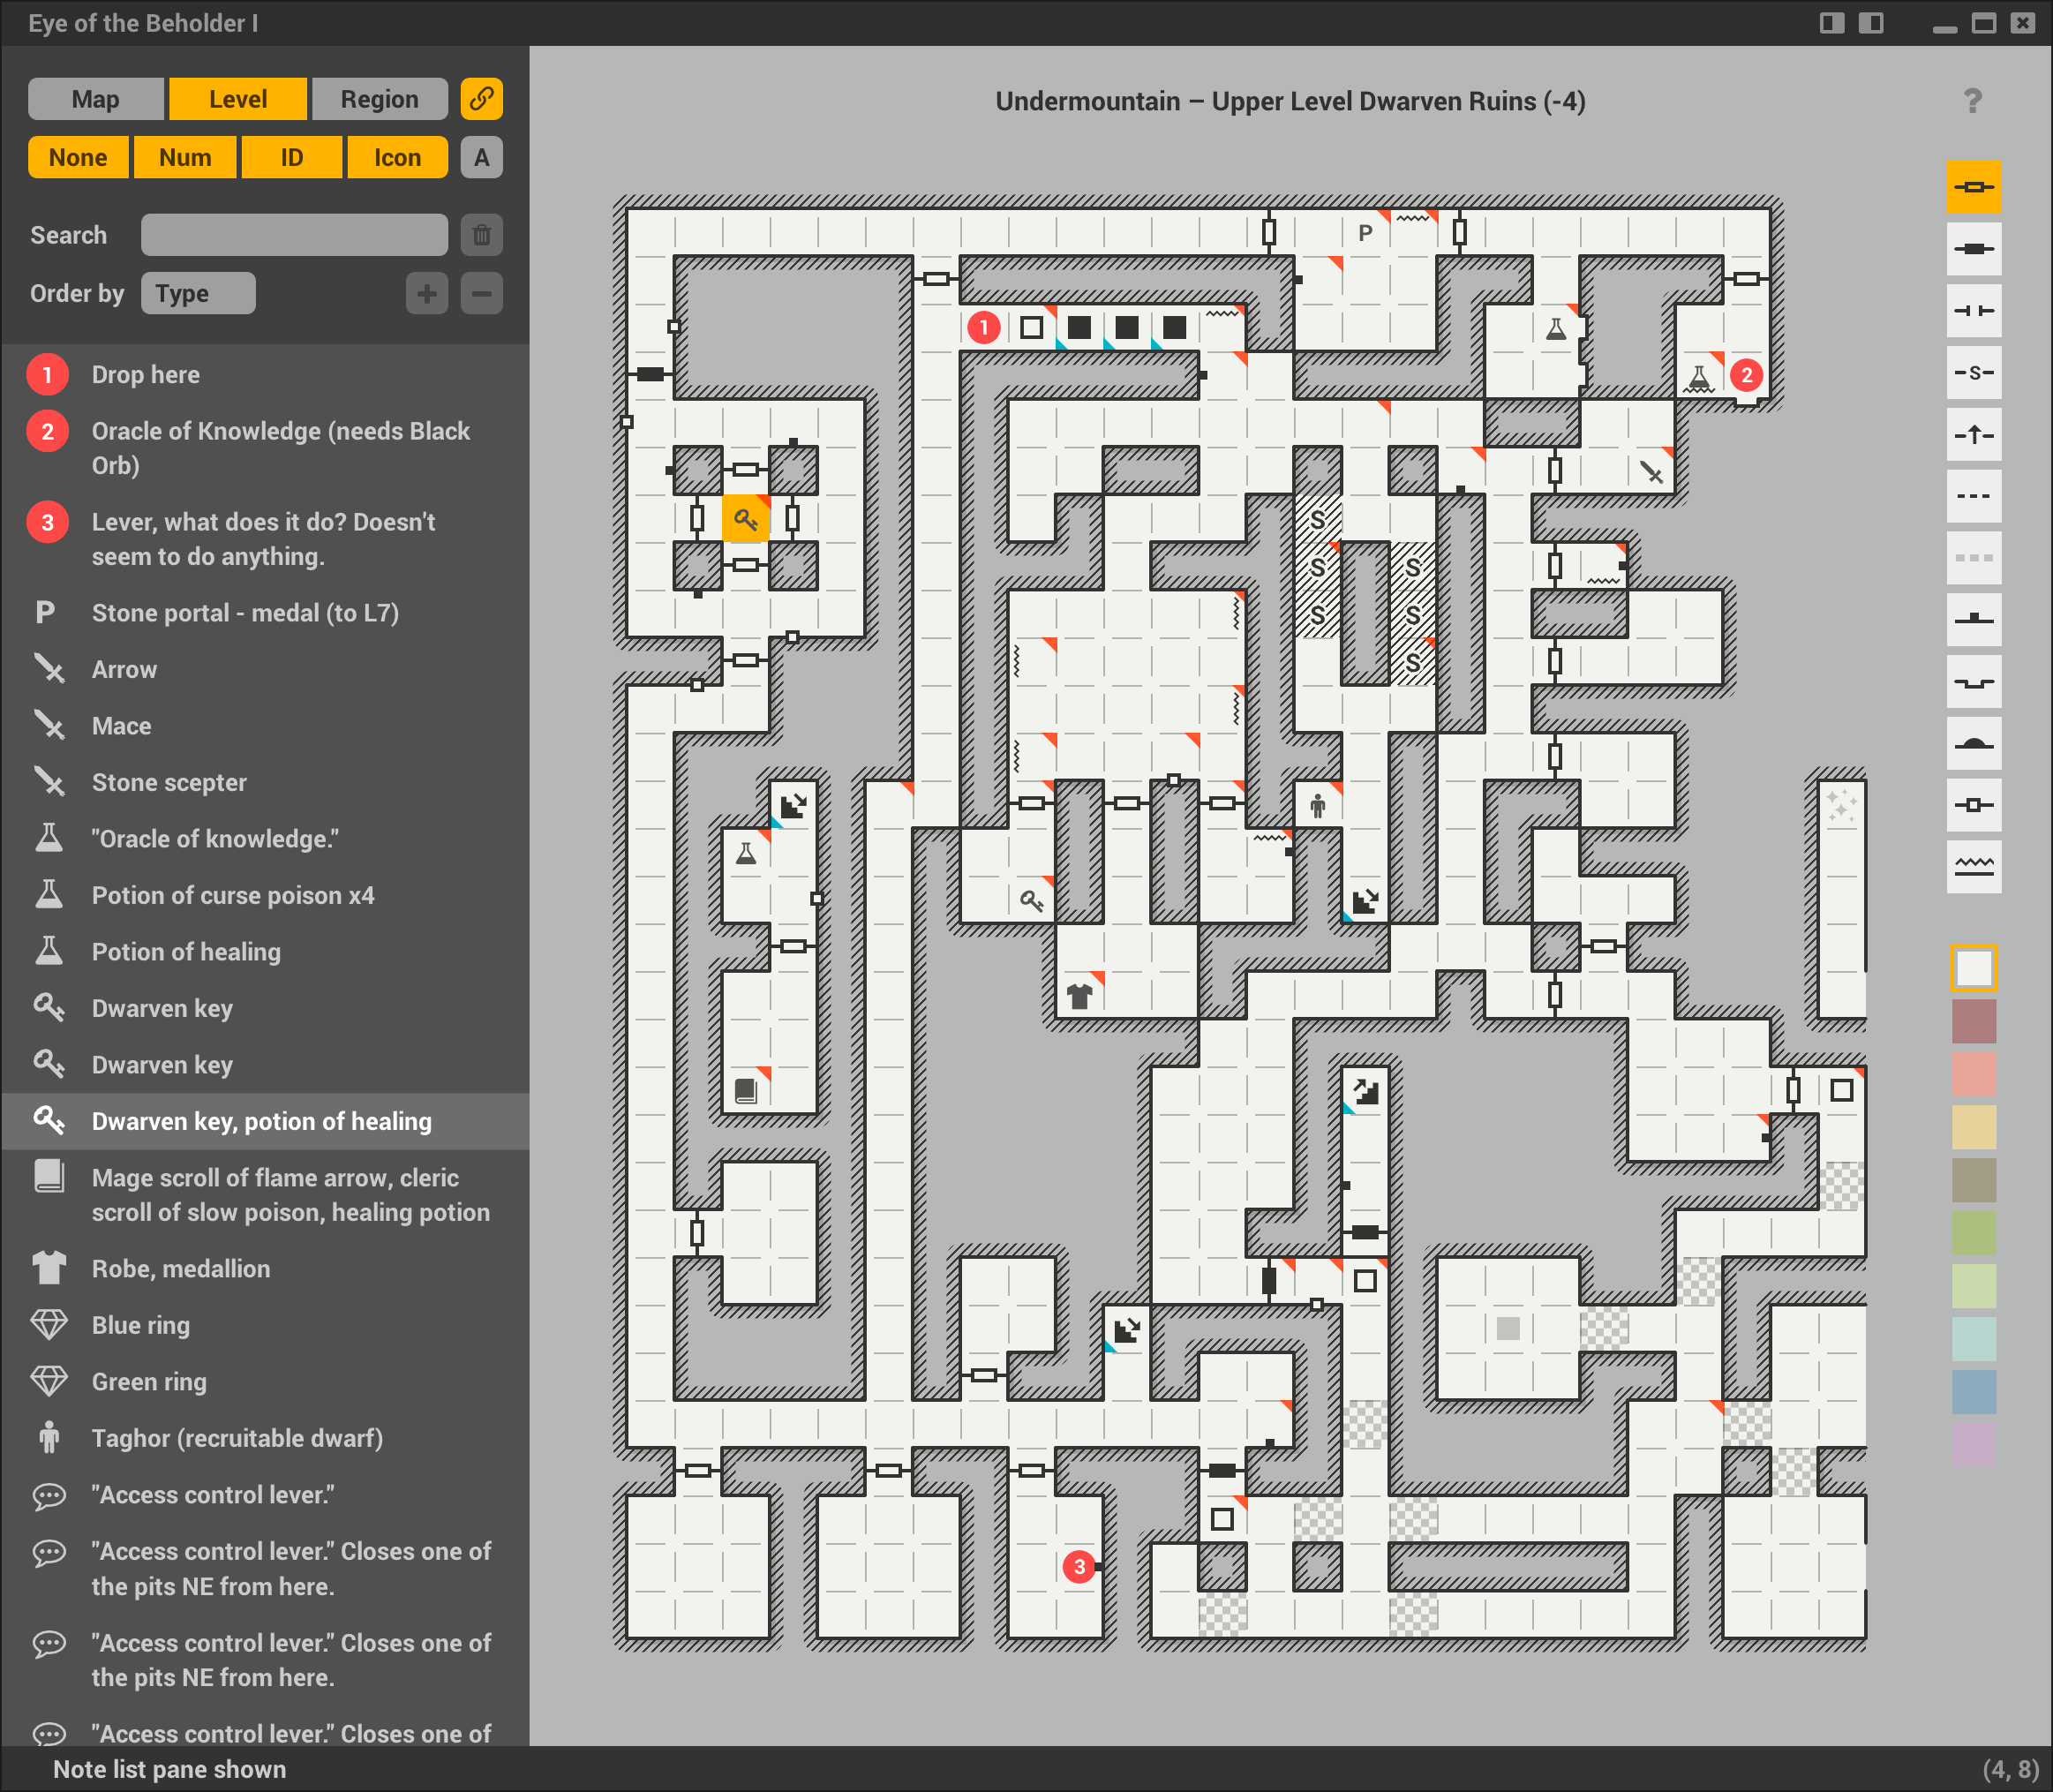 Eye of the Beholder I
Map Level Region
None Num ID Icon A
Search
Order by Type
1 Drop here
2 Oracle of Knowledge (needs Black
Orb)
3 Lever, what does it do? Doesn't
seem to do anything.
P Stone portal - medal (to L7)
Arrow
Mace
Stone scepter
"Oracle of knowledge."
Potion of curse poison x4
Potion of healing
Dwarven key
Dwarven key
Dwarven key, potion of healing
Mage scroll of flame arrow, cleric
scroll of slow poison, healing potion
Robe, medallion
Blue ring
Green ring
Taghor (recruitable dwarf)
"Access control lever."
"Access control lever." Closes one of
the pits NE from here.
"Access control lever." Closes one of
the pits NE from here.
"Access control lever." Closes one of
Undermountain – Upper Level Dwarven Ruins (-4)
?
P
1
2
S
S
S
S
S
S
3
S
Note list pane shown
(4, 8)